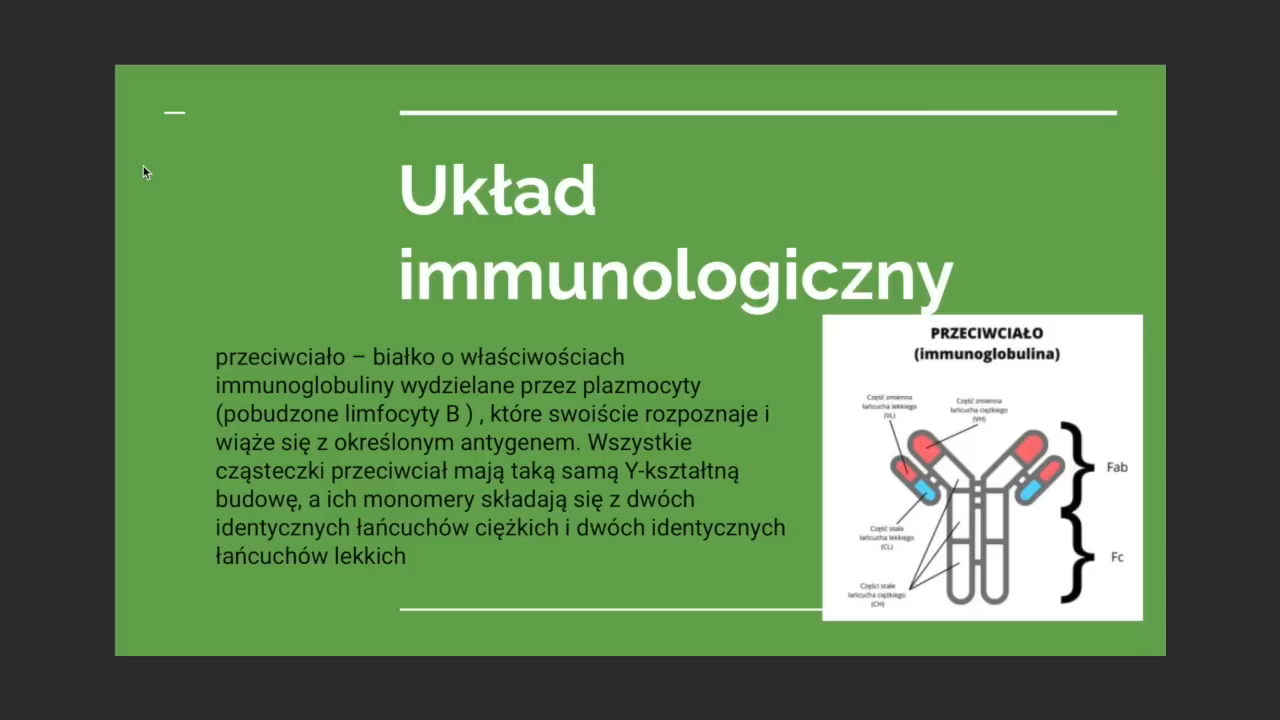 Układ
immunologiczny
przeciwciało – białko o właściwościach
immunoglobuliny wydzielane przez plazmocyty
(pobudzone limfocyty B ) , które swoiście rozpoznaje i
wiąże się z określonym antygenem. Wszystkie
cząsteczki przeciwciał mają taką samą Y-kształtną
budowę, a ich monomery składają się z dwóch
identycznych łańcuchów ciężkich i dwóch identycznych
łańcuchów lekkich
PRZECIWCIAŁO
(immunoglobulina)
Część zmienna
łańcucha lekkiego
(VL)
Część zmienna
łańcucha ciężkiego
(VH)
Fab
Część stała
łańcucha lekkiego
(CL)
Fc
Części stałe
łańcucha ciężkiego
(CH)